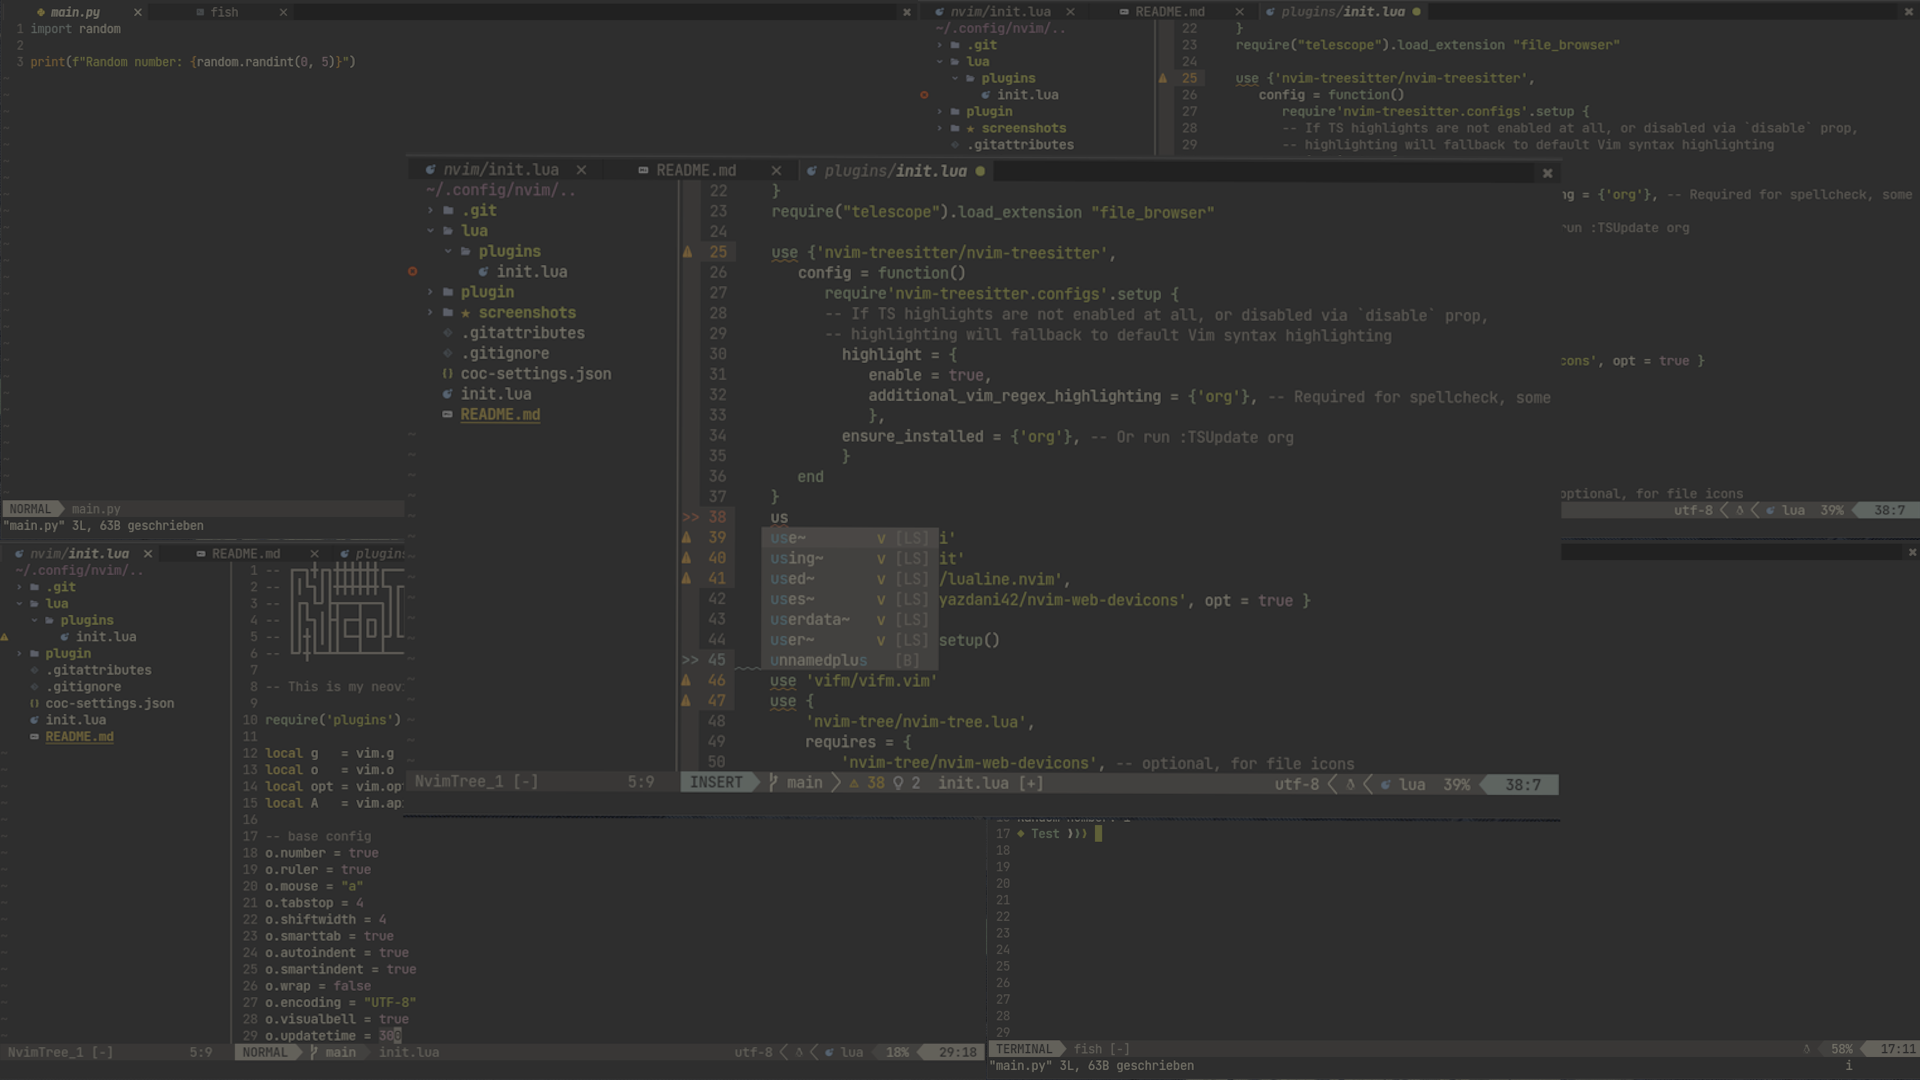 main.py
fish
1 import random
2
3 print(f"Random number: {random.randint(0, 5)}")
NORMAL main.py
"main.py" 3L, 63B geschrieben
nvim/init.lua
README.md
plugins/init.lua
~/.config/nvim/..
.git
lua
plugins
init.lua
plugin
screenshots
.gitattributes
22 }
23 require("telescope").load_extension "file_browser"
24
25 use {'nvim-treesitter/nvim-treesitter',
26 config = function()
27 require'nvim-treesitter.configs'.setup {
28 -- If TS highlights are not enabled at all, or disabled via `disable` prop,
29 -- highlighting will fallback to default Vim syntax highlighting
ng = {'org'}, -- Required for spellcheck, some
run :TSUpdate org
cons', opt = true }
optional, for file icons
utf-8 lua 39% 38:7
nvim/init.lua
README.md
plugins/init.lua
~/.config/nvim/..
.git
lua
plugins
init.lua
plugin
screenshots
.gitattributes
.gitignore
coc-settings.json
init.lua
README.md
22 }
23 require("telescope").load_extension "file_browser"
24
25 use {'nvim-treesitter/nvim-treesitter',
26 config = function()
27 require'nvim-treesitter.configs'.setup {
28 -- If TS highlights are not enabled at all, or disabled via `disable` prop,
29 -- highlighting will fallback to default Vim syntax highlighting
30 highlight = {
31 enable = true,
32 additional_vim_regex_highlighting = {'org'}, -- Required for spellcheck, some
33 },
34 ensure_installed = {'org'}, -- Or run :TSUpdate org
35 }
36 end
37 }
>> 38 us
39 use~ v [LS] i'
40 using~ v [LS] it'
41 used~ v [LS] /lualine.nvim',
42 uses~ v [LS] yazdani42/nvim-web-devicons', opt = true }
43 userdata~ v [LS]
44 user~ v [LS] setup()
>> 45 unnamedplus [B]
46 use 'vifm/vifm.vim'
47 use {
48 'nvim-tree/nvim-tree.lua',
49 requires = {
50 'nvim-tree/nvim-web-devicons', -- optional, for file icons
NvimTree_1 [-] 5:9 INSERT main 38 2 init.lua [+] utf-8 lua 39% 38:7
nvim/init.lua
README.md
plugins
~/.config/nvim/..
.git
lua
plugins
init.lua
plugin
.gitattributes
.gitignore
coc-settings.json
init.lua
README.md
1 --
2 --
3 --
4 --
5 --
6 --
7
8 -- This is my neov
9
10 require('plugins')
11
12 local g = vim.g
13 local o = vim.o
14 local opt = vim.op
15 local A = vim.api
16
17 -- base config
18 o.number = true
19 o.ruler = true
20 o.mouse = "a"
21 o.tabstop = 4
22 o.shiftwidth = 4
23 o.smarttab = true
24 o.autoindent = true
25 o.smartindent = true
26 o.wrap = false
27 o.encoding = "UTF-8"
28 o.visualbell = true
29 o.updatetime = 300
NvimTree_1 [-] 5:9 NORMAL main init.lua utf-8 lua 18% 29:18
17 Test )))
18
19
20
21
22
23
24
25
26
27
28
29
TERMINAL fish [-] 58% 17:11
"main.py" 3L, 63B geschrieben i